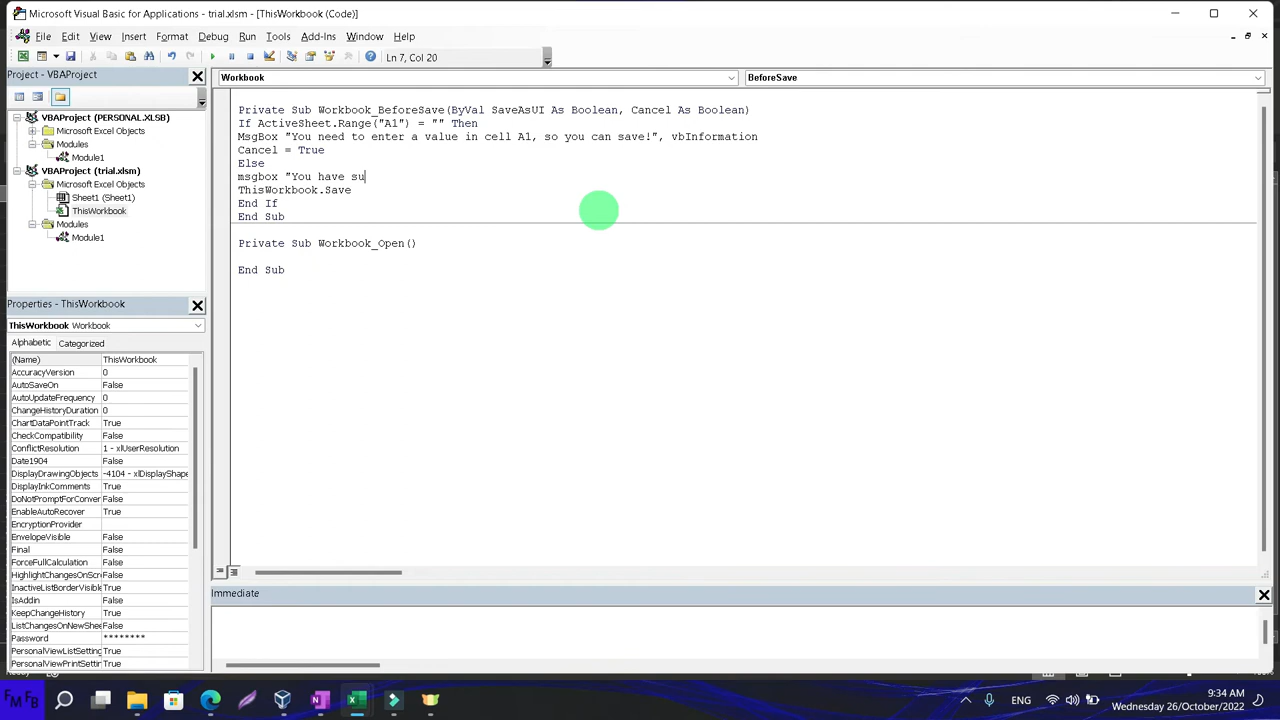 Microsoft Visual Basic for Applications - trial.xlsm - [ThisWorkbook (Code)]
File Edit View Insert Format Debug Run Tools Add-Ins Window Help
Ln 7, Col 20
Project - VBAProject
Workbook
BeforeSave
VBAProject (PERSONAL.XLSB)
Microsoft Excel Objects
Modules
Module1
VBAProject (trial.xlsm)
Microsoft Excel Objects
Sheet1 (Sheet1)
ThisWorkbook
Modules
Module1
Private Sub Workbook_BeforeSave(ByVal SaveAsUI As Boolean, Cancel As Boolean)
If ActiveSheet.Range("A1") = "" Then
MsgBox "You need to enter a value in cell A1, so you can save!", vbInformation
Cancel = True
Else
msgbox "You have su
ThisWorkbook.Save
End If
End Sub
Private Sub Workbook_Open()
End Sub
Properties - ThisWorkbook
ThisWorkbook Workbook
Alphabetic Categorized
(Name) ThisWorkbook
AccuracyVersion 0
AutoSaveOn False
AutoUpdateFrequency 0
ChangeHistoryDuration 0
ChartDataPointTrack True
CheckCompatibility False
ConflictResolution 1 - xlUserResolution
Date1904 False
DisplayDrawingObjects -4104 - xlDisplayShape
DisplayInkComments True
DoNotPromptForConver False
EnableAutoRecover True
EncryptionProvider
EnvelopeVisible False
Final False
ForceFullCalculation False
HighlightChangesOnScr False
InactiveListBorderVisible True
IsAddin False
KeepChangeHistory True
ListChangesOnNewShee False
Password ********
PersonalViewListSetting True
PersonalViewPrintSettin True
Immediate
FM FB
ENG
9:34 AM
Wednesday 26/October/2022